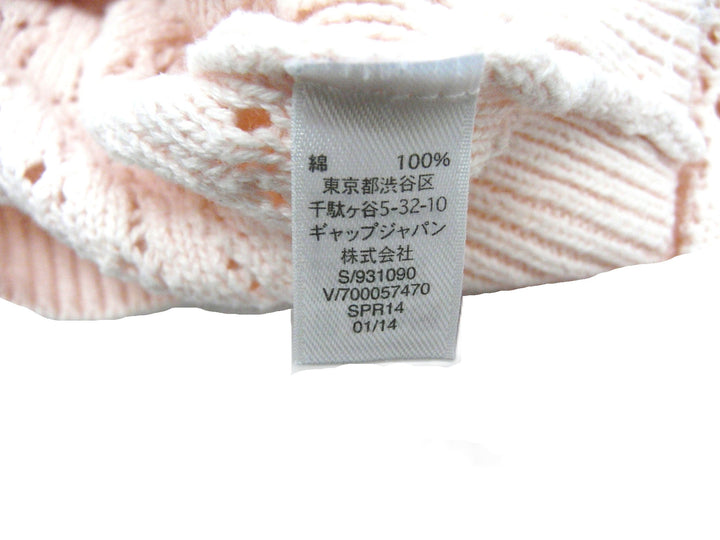 綿 100%
東京都渋谷区
千駄ヶ谷5-32-10
ギャップジャパン
株式会社
S/931090
V/700057470
SPR14
01/14